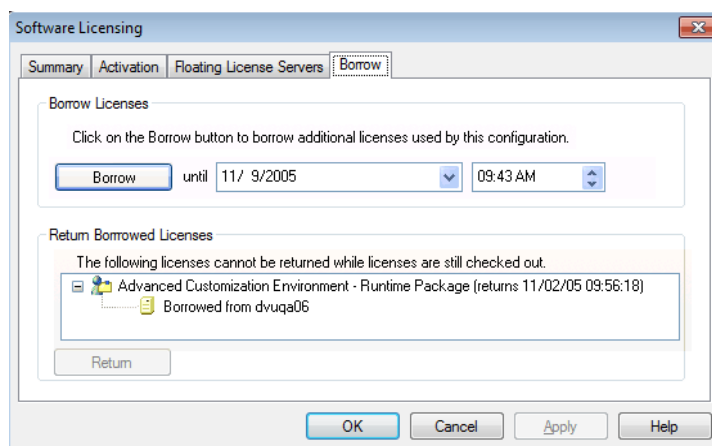 Software Licensing
Summary Activation Floating License Servers Borrow
Borrow Licenses
Click on the Borrow button to borrow additional licenses used by this configuration.
Borrow until 11/ 9/2005 09:43 AM
Return Borrowed Licenses
The following licenses cannot be returned while licenses are still checked out.
Advanced Customization Environment - Runtime Package (returns 11/02/05 09:56:18)
Borrowed from dvuqa06
Return
OK Cancel Apply Help